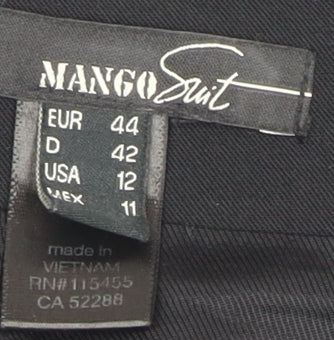 MANGO Suit
EUR 44
D 42
USA 12
MEX 11
made in
VIETNAM
RN#115455
CA 52288